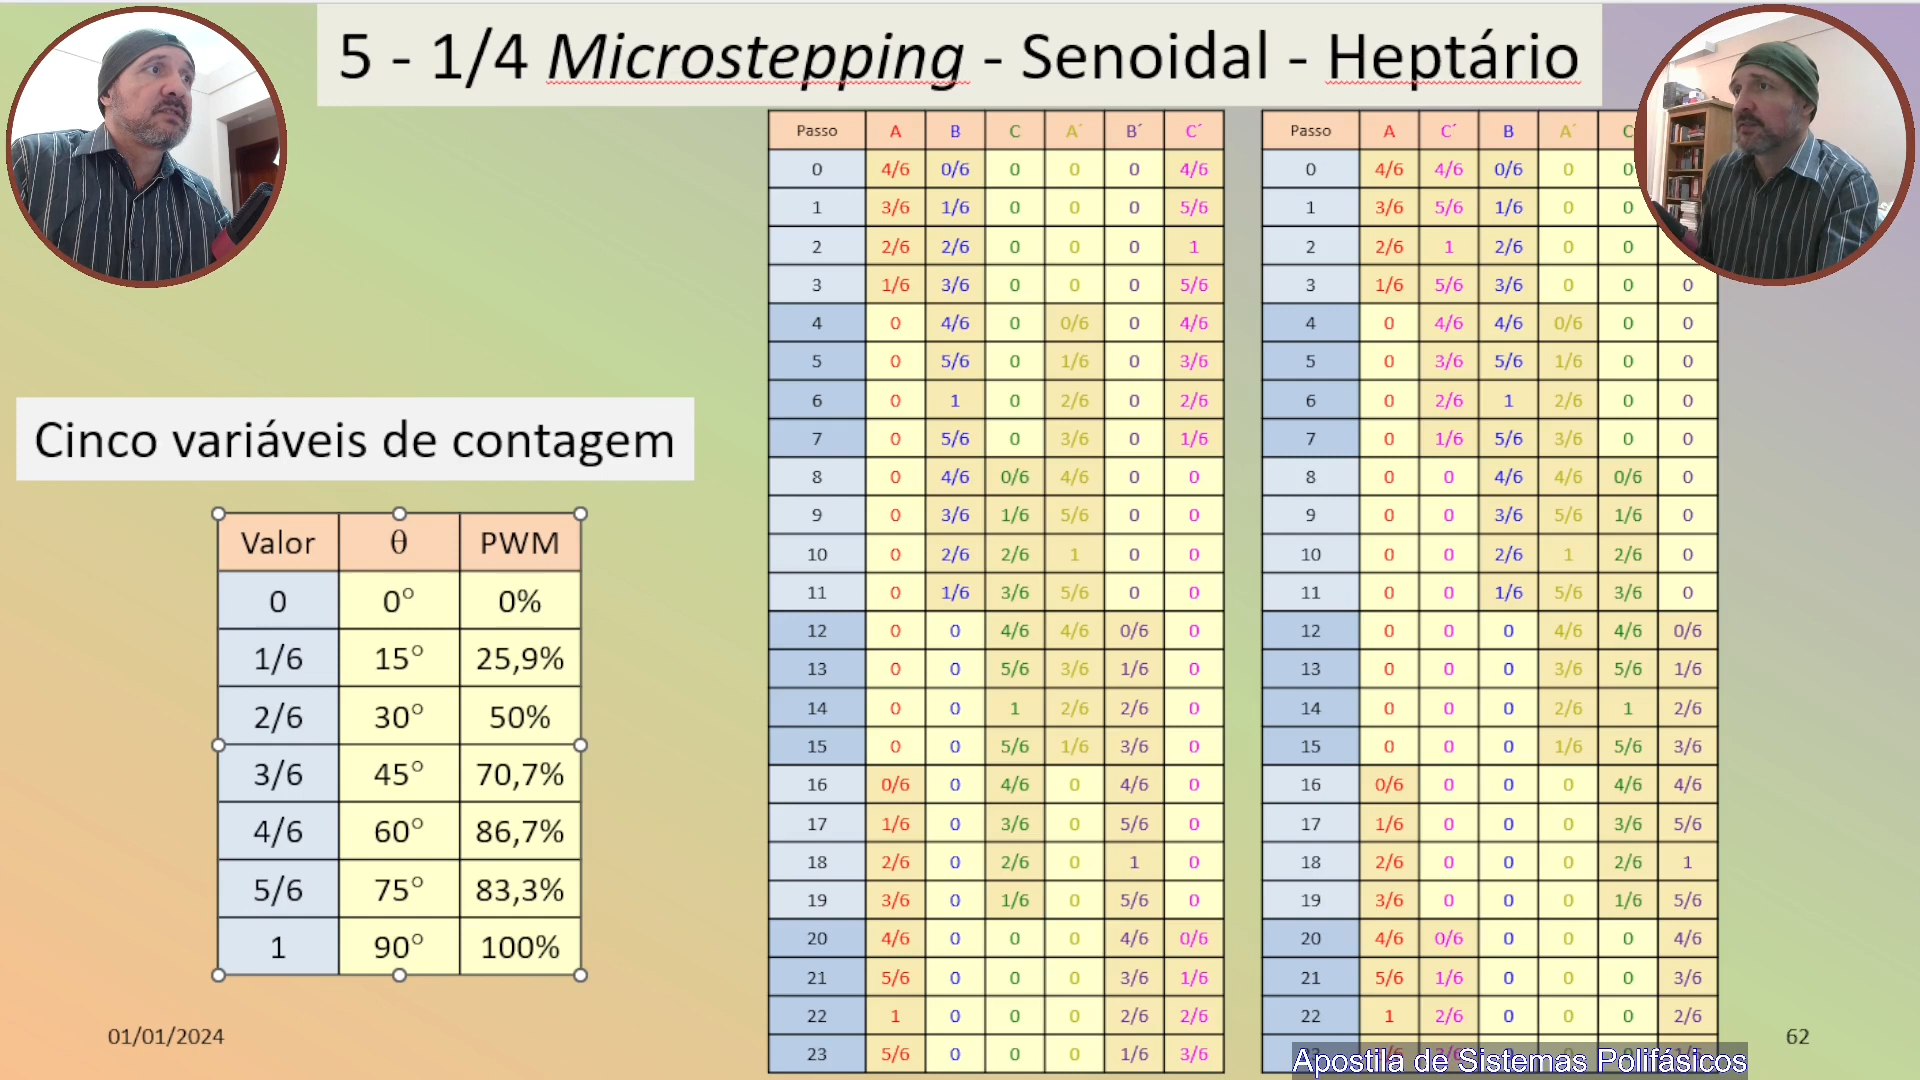 5 - 1/4 Microstepping - Senoidal - Heptário
Cinco variáveis de contagem
Valor θ PWM
0 0° 0%
1/6 15° 25,9%
2/6 30° 50%
3/6 45° 70,7%
4/6 60° 86,7%
5/6 75° 83,3%
1 90° 100%
Passo A B C A´ B´ C´
0 4/6 0/6 0 0 0 4/6
1 3/6 1/6 0 0 0 5/6
2 2/6 2/6 0 0 0 1
3 1/6 3/6 0 0 0 5/6
4 0 4/6 0 0/6 0 4/6
5 0 5/6 0 1/6 0 3/6
6 0 1 0 2/6 0 2/6
7 0 5/6 0 3/6 0 1/6
8 0 4/6 0/6 4/6 0 0
9 0 3/6 1/6 5/6 0 0
10 0 2/6 2/6 1 0 0
11 0 1/6 3/6 5/6 0 0
12 0 0 4/6 4/6 0/6 0
13 0 0 5/6 3/6 1/6 0
14 0 0 1 2/6 2/6 0
15 0 0 5/6 1/6 3/6 0
16 0/6 0 4/6 0 4/6 0
17 1/6 0 3/6 0 5/6 0
18 2/6 0 2/6 0 1 0
19 3/6 0 1/6 0 5/6 0
20 4/6 0 0 0 4/6 0/6
21 5/6 0 0 0 3/6 1/6
22 1 0 0 0 2/6 2/6
23 5/6 0 0 0 1/6 3/6
Passo A C´ B A´ C
0 4/6 4/6 0/6 0 0
1 3/6 5/6 1/6 0 0
2 2/6 1 2/6 0 0
3 1/6 5/6 3/6 0 0 0
4 0 4/6 4/6 0/6 0 0
5 0 3/6 5/6 1/6 0 0
6 0 2/6 1 2/6 0 0
7 0 1/6 5/6 3/6 0 0
8 0 0 4/6 4/6 0/6 0
9 0 0 3/6 5/6 1/6 0
10 0 0 2/6 1 2/6 0
11 0 0 1/6 5/6 3/6 0
12 0 0 0 4/6 4/6 0/6
13 0 0 0 3/6 5/6 1/6
14 0 0 0 2/6 1 2/6
15 0 0 0 1/6 5/6 3/6
16 0/6 0 0 0 4/6 4/6
17 1/6 0 0 0 3/6 5/6
18 2/6 0 0 0 2/6 1
19 3/6 0 0 0 1/6 5/6
20 4/6 0/6 0 0 0 4/6
21 5/6 1/6 0 0 0 3/6
22 1 2/6 0 0 0 2/6
01/01/2024
62
Apostila de Sistemas Polifásicos